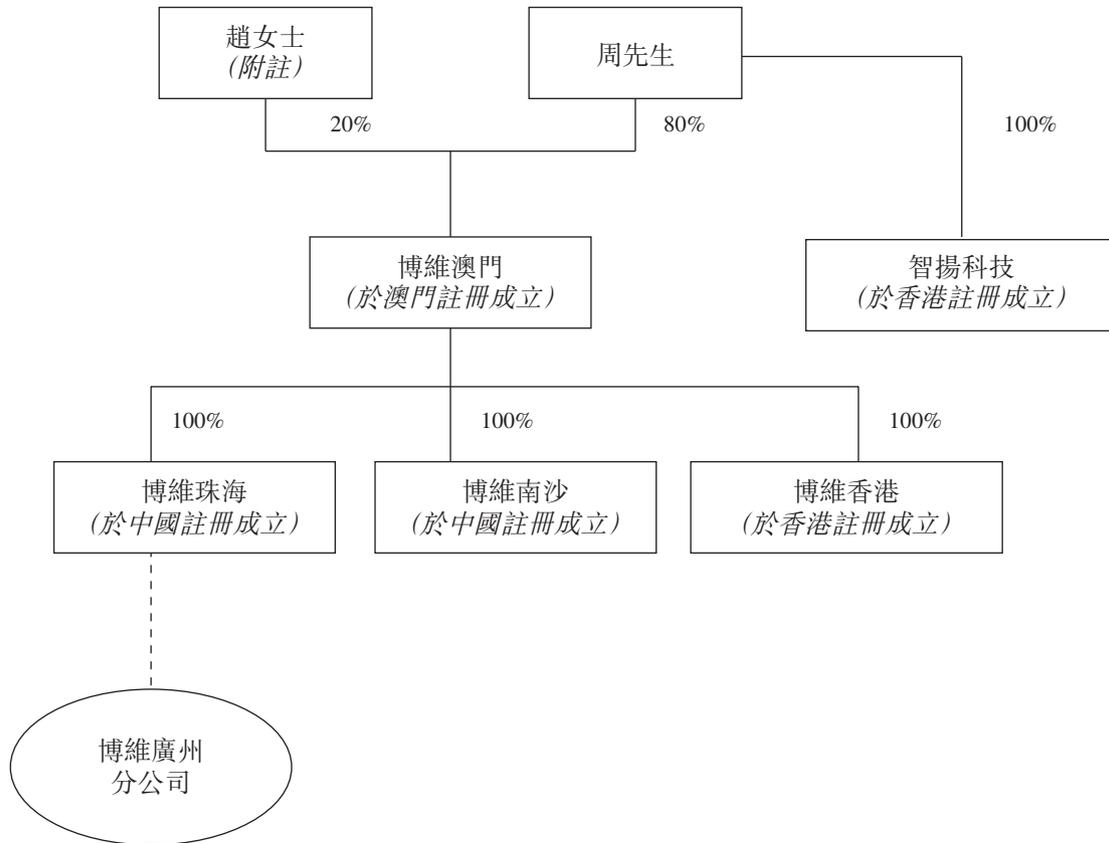 趙女士
(附註)
周先生
20%
80%
100%
博維澳門
(於澳門註冊成立)
智揚科技
(於香港註冊成立)
100%
100%
100%
博維珠海
(於中國註冊成立)
博維南沙
(於中國註冊成立)
博維香港
(於香港註冊成立)
博維廣州
分公司